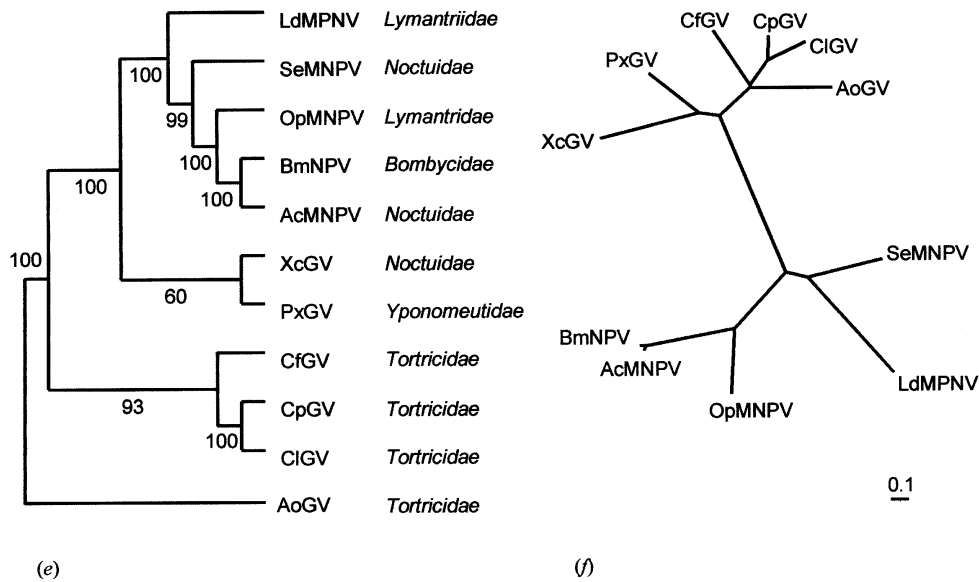 LdMPNV Lymantriidae
100
SeMNPV Noctuidae
99
OpMNPV Lymantridae
100
BmNPV Bombycidae
100
100
AcMNPV Noctuidae
100
XcGV Noctuidae
60
PxGV Yponomeutidae
CfGV Tortricidae
93
CpGV Tortricidae
100
ClGV Tortricidae
AoGV Tortricidae
(e)
CfGV
CpGV
ClGV
PxGV
AoGV
XcGV
SeMNPV
BmNPV
AcMNPV
LdMPNV
OpMNPV
0.1
(f)